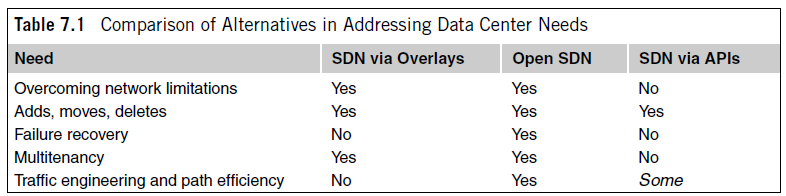 Table 7.1 Comparison of Alternatives in Addressing Data Center Needs
Need SDN via Overlays Open SDN SDN via APIs
Overcoming network limitations Yes Yes No
Adds, moves, deletes Yes Yes Yes
Failure recovery No Yes No
Multitenancy Yes Yes No
Traffic engineering and path efficiency No Yes Some